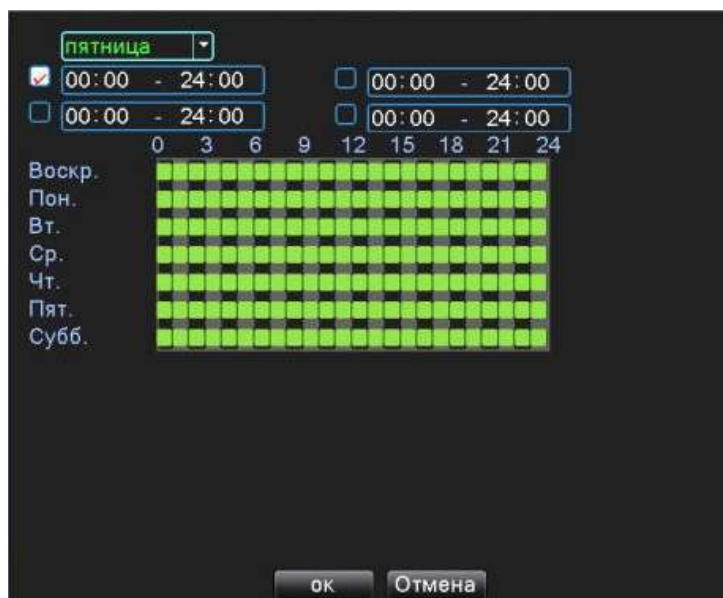 пятница
00:00 - 24:00 00:00 - 24:00
00:00 - 24:00 00:00 - 24:00
0 3 6 9 12 15 18 21 24
Воскр.
Пон.
Вт.
Ср.
Чт.
Пят.
Субб.
ок Отмена